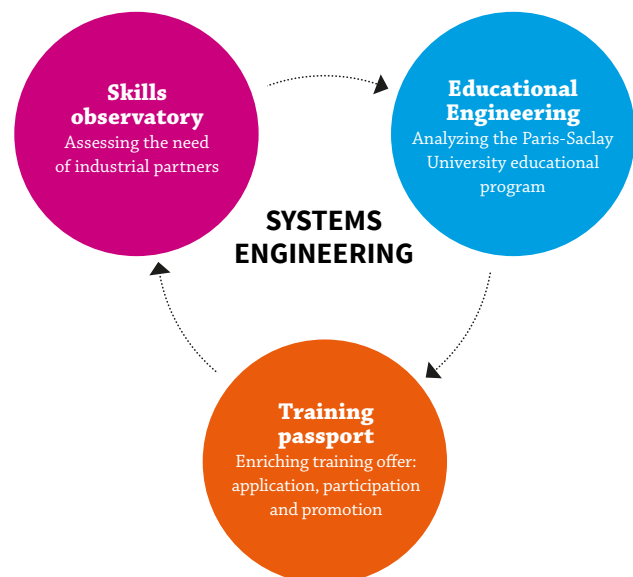 Skills
observatory
Assessing the need
of industrial partners
Educational
Engineering
Analyzing the Paris-Saclay
University educational
program
SYSTEMS
ENGINEERING
Training
passport
Enriching training offer:
application, participation
and promotion